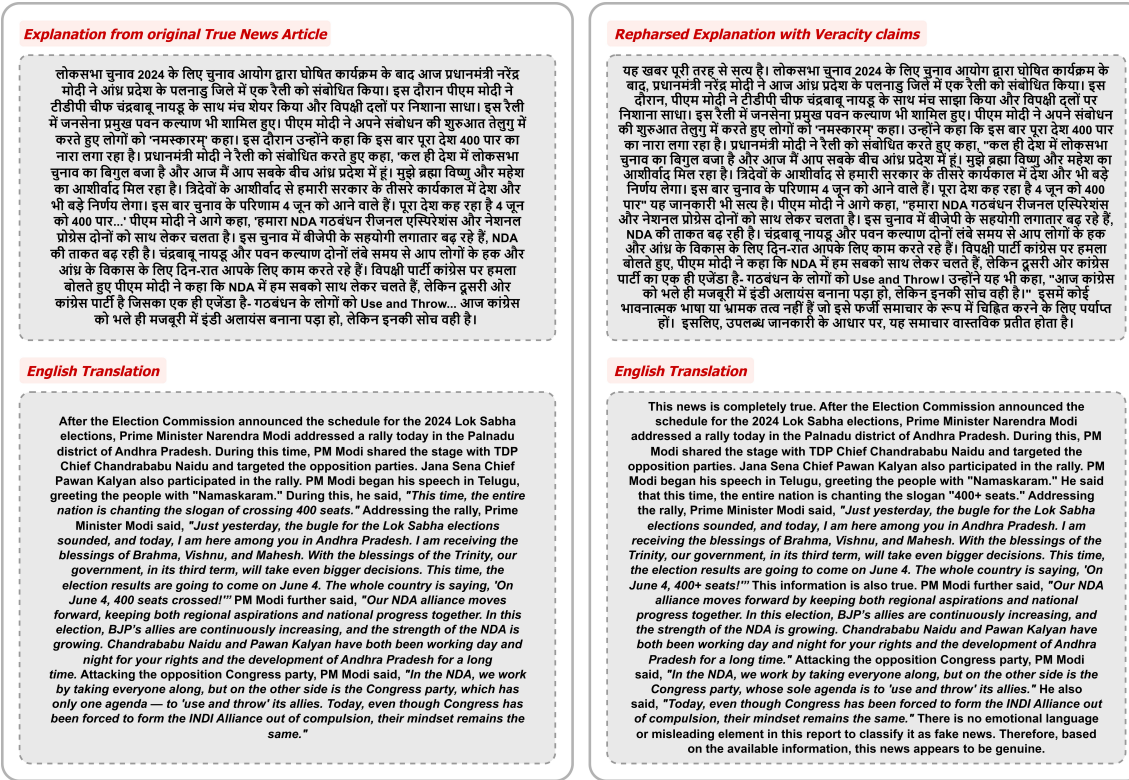 Explanation from original True News Article
लोकसभा चुनाव 2024 के लिए चुनाव आयोग द्वारा घोषित कार्यक्रम के बाद आज प्रधानमंत्री नरेंद्र
मोदी ने आंध्र प्रदेश के पलनाडु जिले में एक रैली को संबोधित किया। इस दौरान पीएम मोदी ने
टीडीपी चीफ चंद्रबाबू नायडू के साथ मंच शेयर किया और विपक्षी दलों पर निशाना साधा। इस रैली
में जनसेना प्रमुख पवन कल्याण भी शामिल हुए। पीएम मोदी ने अपने संबोधन की शुरुआत तेलुगु में
करते हुए लोगों को 'नमस्कारम्' कहा। इस दौरान उन्होंने कहा कि इस बार पूरा देश 400 पार का
नारा लगा रहा है। प्रधानमंत्री मोदी ने रैली को संबोधित करते हुए कहा, 'कल ही देश में लोकसभा
चुनाव का बिगुल बजा है और आज मैं आप सबके बीच आंध्र प्रदेश में हूं। मुझे ब्रह्मा विष्णु और महेश
का आशीर्वाद मिल रहा है। त्रिदेवों के आशीर्वाद से हमारी सरकार के तीसरे कार्यकाल में देश और
भी बड़े निर्णय लेगा। इस बार चुनाव के परिणाम 4 जून को आने वाले हैं। पूरा देश कह रहा है 4 जून
को 400 पार...' पीएम मोदी ने आगे कहा, 'हमारा NDA गठबंधन रीजनल एस्पिरेशंस और नेशनल
प्रोग्रेस दोनों को साथ लेकर चलता है। इस चुनाव में बीजेपी के सहयोगी लगातार बढ़ रहे हैं, NDA
की ताकत बढ़ रही है। चंद्रबाबू नायडू और पवन कल्याण दोनों लंबे समय से आप लोगों के हक और
आंध्र के विकास के लिए दिन-रात आपके लिए काम करते रहे हैं। विपक्षी पार्टी कांग्रेस पर हमला
बोलते हुए पीएम मोदी ने कहा कि NDA में हम सबको साथ लेकर चलते हैं, लेकिन दूसरी ओर
कांग्रेस पार्टी है जिसका एक ही एजेंडा है- गठबंधन के लोगों को Use and Throw... आज कांग्रेस
को भले ही मजबूरी में इंडी अलायंस बनाना पड़ा हो, लेकिन इनकी सोच वही है।
English Translation
After the Election Commission announced the schedule for the 2024 Lok Sabha
elections, Prime Minister Narendra Modi addressed a rally today in the Palnadu
district of Andhra Pradesh. During this time, PM Modi shared the stage with TDP
Chief Chandrababu Naidu and targeted the opposition parties. Jana Sena Chief
Pawan Kalyan also participated in the rally. PM Modi began his speech in Telugu,
greeting the people with "Namaskaram." During this, he said, "This time, the entire
nation is chanting the slogan of crossing 400 seats." Addressing the rally, Prime
Minister Modi said, "Just yesterday, the bugle for the Lok Sabha elections
sounded, and today, I am here among you in Andhra Pradesh. I am receiving the
blessings of Brahma, Vishnu, and Mahesh. With the blessings of the Trinity, our
government, in its third term, will take even bigger decisions. This time, the
election results are going to come on June 4. The whole country is saying, 'On
June 4, 400 seats crossed!'" PM Modi further said, "Our NDA alliance moves
forward, keeping both regional aspirations and national progress together. In this
election, BJP's allies are continuously increasing, and the strength of the NDA is
growing. Chandrababu Naidu and Pawan Kalyan have both been working day and
night for your rights and the development of Andhra Pradesh for a long
time. Attacking the opposition Congress party, PM Modi said, "In the NDA, we work
by taking everyone along, but on the other side is the Congress party, which has
only one agenda — to 'use and throw' its allies. Today, even though Congress has
been forced to form the INDI Alliance out of compulsion, their mindset remains the
same."
Repharsed Explanation with Veracity claims
यह खबर पूरी तरह से सत्य है। लोकसभा चुनाव 2024 के लिए चुनाव आयोग द्वारा घोषित कार्यक्रम के
बाद, प्रधानमंत्री नरेंद्र मोदी ने आज आंध्र प्रदेश के पलनाडु जिले में एक रैली को संबोधित किया। इस
दौरान, पीएम मोदी ने टीडीपी चीफ चंद्रबाबू नायडू के साथ मंच साझा किया और विपक्षी दलों पर
निशाना साधा। इस रैली में जनसेना प्रमुख पवन कल्याण भी शामिल हुए। पीएम मोदी ने अपने संबोधन
की शुरुआत तेलुगु में करते हुए लोगों को 'नमस्कारम्' कहा। उन्होंने कहा कि इस बार पूरा देश 400 पार
का नारा लगा रहा है। प्रधानमंत्री मोदी ने रैली को संबोधित करते हुए कहा, "कल ही देश में लोकसभा
चुनाव का बिगुल बजा है और आज मैं आप सबके बीच आंध्र प्रदेश में हूं। मुझे ब्रह्मा विष्णु और महेश का
आशीर्वाद मिल रहा है। त्रिदेवों के आशीर्वाद से हमारी सरकार के तीसरे कार्यकाल में देश और भी बड़े
निर्णय लेगा। इस बार चुनाव के परिणाम 4 जून को आने वाले हैं। पूरा देश कह रहा है 4 जून को 400
पार" यह जानकारी भी सत्य है। पीएम मोदी ने आगे कहा, "हमारा NDA गठबंधन रीजनल एस्पिरेशंस
और नेशनल प्रोग्रेस दोनों को साथ लेकर चलता है। इस चुनाव में बीजेपी के सहयोगी लगातार बढ़ रहे हैं,
NDA की ताकत बढ़ रही है। चंद्रबाबू नायडू और पवन कल्याण दोनों लंबे समय से आप लोगों के हक
और आंध्र के विकास के लिए दिन-रात आपके लिए काम करते रहे हैं। विपक्षी पार्टी कांग्रेस पर हमला
बोलते हुए, पीएम मोदी ने कहा कि NDA में हम सबको साथ लेकर चलते हैं, लेकिन दूसरी ओर कांग्रेस
पार्टी का एक ही एजेंडा है- गठबंधन के लोगों को Use and Throw। उन्होंने यह भी कहा, "आज कांग्रेस
को भले ही मजबूरी में इंडी अलायंस बनाना पड़ा हो, लेकिन इनकी सोच वही है।" इसमें कोई
भावनात्मक भाषा या भ्रामक तत्व नहीं हैं जो इसे फर्जी समाचार के रूप में चिह्नित करने के लिए पर्याप्त
हों। इसलिए, उपलब्ध जानकारी के आधार पर, यह समाचार वास्तविक प्रतीत होता है।
English Translation
This news is completely true. After the Election Commission announced the
schedule for the 2024 Lok Sabha elections, Prime Minister Narendra Modi
addressed a rally today in the Palnadu district of Andhra Pradesh. During this, PM
Modi shared the stage with TDP Chief Chandrababu Naidu and targeted the
opposition parties. Jana Sena Chief Pawan Kalyan also participated in the rally. PM
Modi began his speech in Telugu, greeting the people with "Namaskaram." He said
that this time, the entire nation is chanting the slogan "400+ seats." Addressing
the rally, Prime Minister Modi said, "Just yesterday, the bugle for the Lok Sabha
elections sounded, and today, I am here among you in Andhra Pradesh. I am
receiving the blessings of Brahma, Vishnu, and Mahesh. With the blessings of the
Trinity, our government, in its third term, will take even bigger decisions. This time,
the election results are going to come on June 4. The whole country is saying, 'On
June 4, 400+ seats!'" This information is also true. PM Modi further said, "Our NDA
alliance moves forward by keeping both regional aspirations and national
progress together. In this election, BJP's allies are continuously increasing, and
the strength of the NDA is growing. Chandrababu Naidu and Pawan Kalyan have
both been working day and night for your rights and the development of Andhra
Pradesh for a long time." Attacking the opposition Congress party, PM Modi
said, "In the NDA, we work by taking everyone along, but on the other side is the
Congress party, whose sole agenda is to 'use and throw' its allies." He also
said, "Today, even though Congress has been forced to form the INDI Alliance out
of compulsion, their mindset remains the same." There is no emotional language
or misleading element in this report to classify it as fake news. Therefore, based
on the available information, this news appears to be genuine.